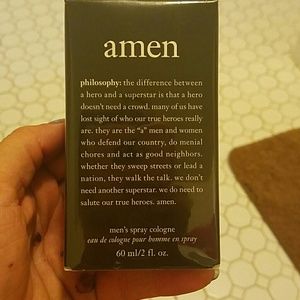 amen
philosophy: the difference between
a hero and a superstar is that a hero
doesn't need a crowd. many of us have
lost sight of who our true heroes really
are. they are the "a" men and women
who defend our country, do menial
chores and act as good neighbors.
whether they sweep streets or lead a
nation, they walk the talk. we don't
need another superstar. we do need to
salute our true heroes. amen.
men's spray cologne
eau de cologne pour homme en spray
60 ml/2 fl. oz.